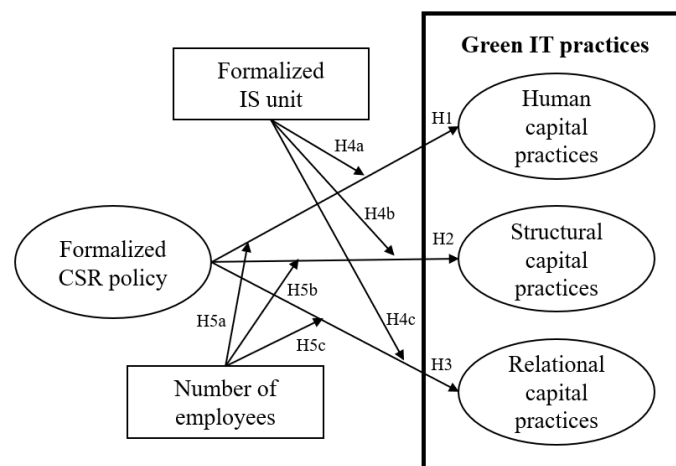 Green IT practices
Formalized
IS unit
Human
capital
practices
H1
H4a
H4b
Formalized
CSR policy
H2
Structural
capital
practices
H5a
H5b
H5c
H4c
H3
Number of
employees
Relational
capital
practices